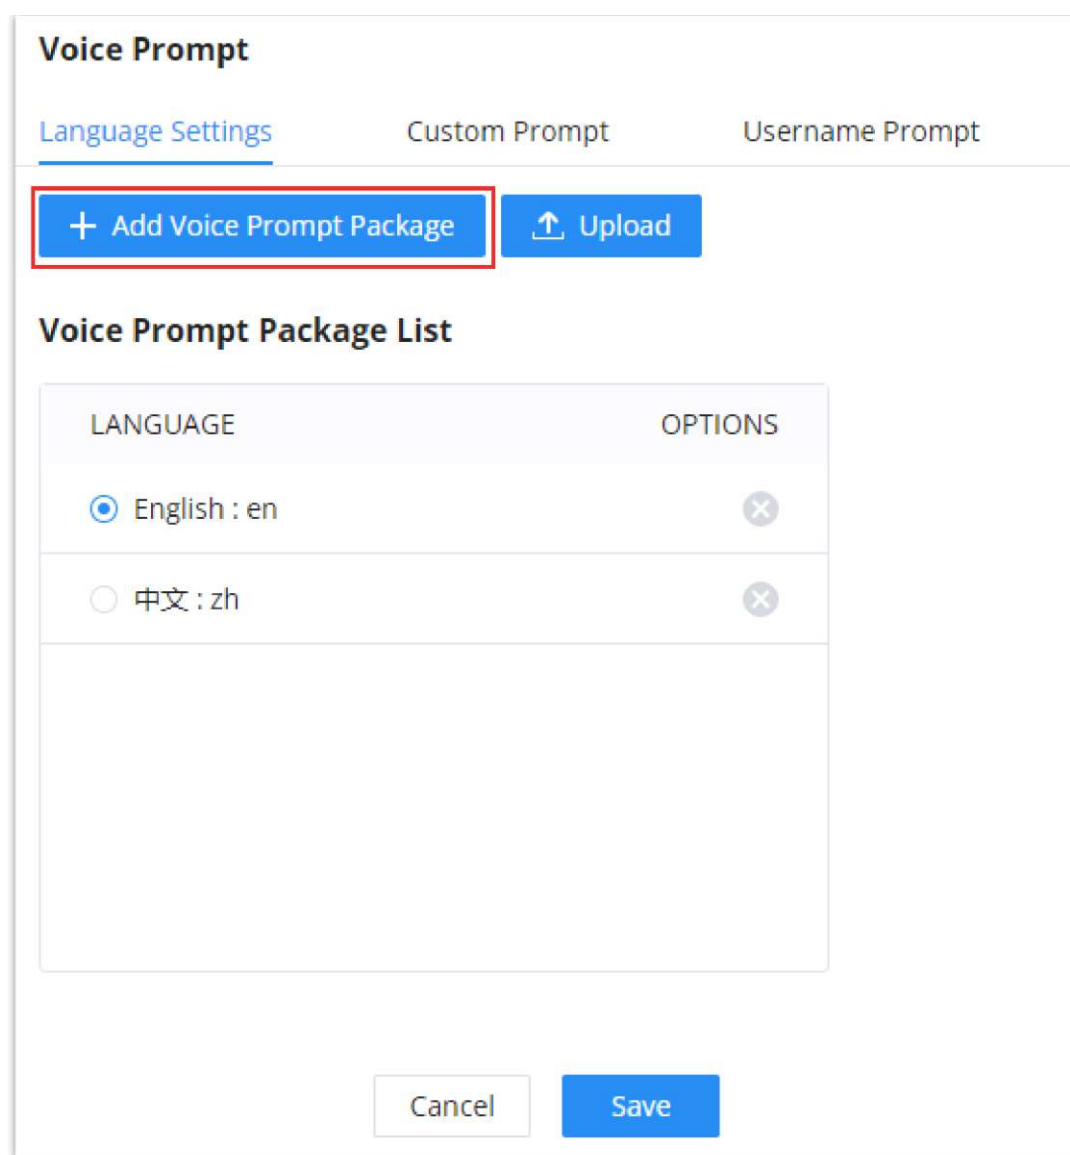 Voice Prompt
Language Settings Custom Prompt Username Prompt
+ Add Voice Prompt Package Upload
Voice Prompt Package List
LANGUAGE OPTIONS
English : en
中文 : zh
Cancel Save